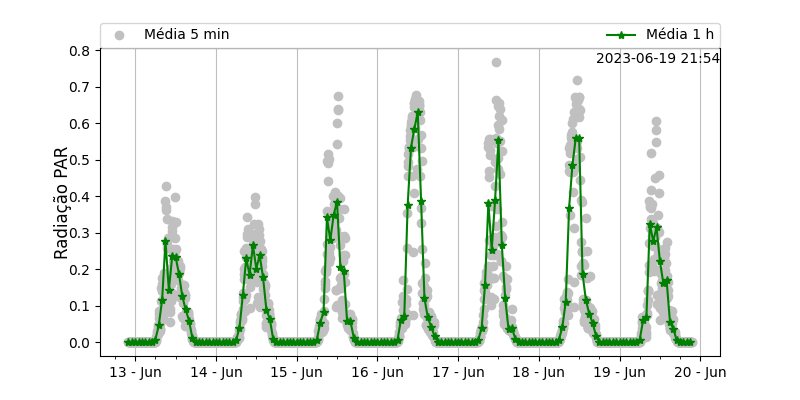 Média 5 min
Média 1 h
2023-06-19 21:54
Radiação PAR
0.8
0.7
0.6
0.5
0.4
0.3
0.2
0.1
0.0
13 - Jun
14 - Jun
15 - Jun
16 - Jun
17 - Jun
18 - Jun
19 - Jun
20 - Jun